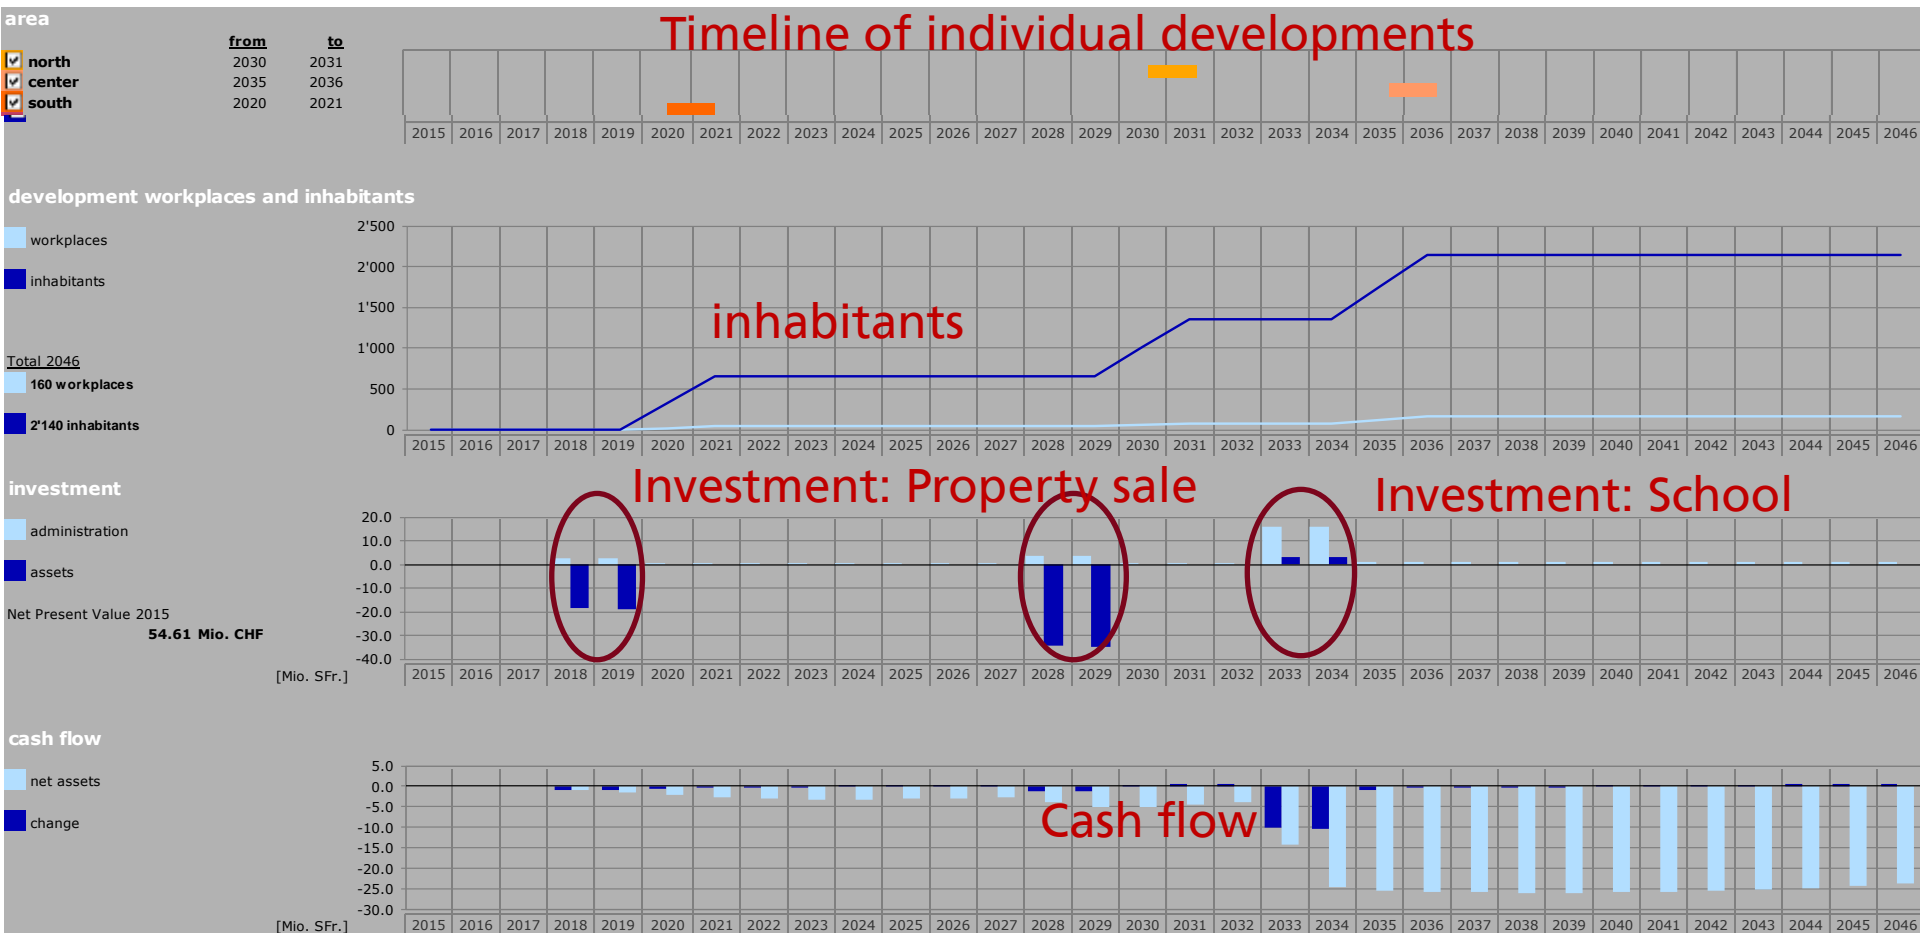 area
Timeline of individual developments
from to
north 2030 2031
center 2035 2036
south 2020 2021
2015 2016 2017 2018 2019 2020 2021 2022 2023 2024 2025 2026 2027 2028 2029 2030 2031 2032 2033 2034 2035 2036 2037 2038 2039 2040 2041 2042 2043 2044 2045 2046
development workplaces and inhabitants
2'500
workplaces
2'000
inhabitants
1'500
inhabitants
1'000
Total 2046
160 workplaces
500
2'140 inhabitants
0
2015 2016 2017 2018 2019 2020 2021 2022 2023 2024 2025 2026 2027 2028 2029 2030 2031 2032 2033 2034 2035 2036 2037 2038 2039 2040 2041 2042 2043 2044 2045 2046
investment
Investment: Property sale
Investment: School
20.0
administration
10.0
0.0
assets
-10.0
Net Present Value 2015
-20.0
54.61 Mio. CHF
-30.0
-40.0
[Mio. SFr.]
2015 2016 2017 2018 2019 2020 2021 2022 2023 2024 2025 2026 2027 2028 2029 2030 2031 2032 2033 2034 2035 2036 2037 2038 2039 2040 2041 2042 2043 2044 2045 2046
cash flow
5.0
net assets
0.0
-5.0
change
Cash flow
-10.0
-15.0
-20.0
-25.0
-30.0
[Mio. SFr.]
2015 2016 2017 2018 2019 2020 2021 2022 2023 2024 2025 2026 2027 2028 2029 2030 2031 2032 2033 2034 2035 2036 2037 2038 2039 2040 2041 2042 2043 2044 2045 2046